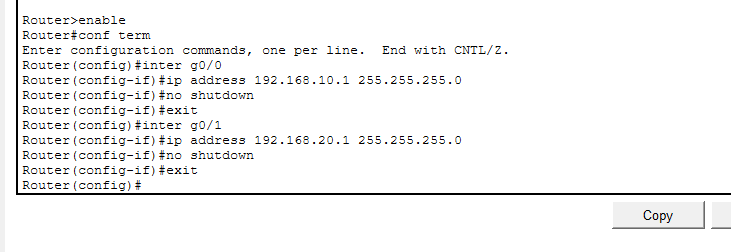 Router>enable
Router#conf term
Enter configuration commands, one per line.  End with CNTL/Z.
Router(config)#inter g0/0
Router(config-if)#ip address 192.168.10.1 255.255.255.0
Router(config-if)#no shutdown
Router(config-if)#exit
Router(config)#inter g0/1
Router(config-if)#ip address 192.168.20.1 255.255.255.0
Router(config-if)#no shutdown
Router(config-if)#exit
Router(config)#
Copy